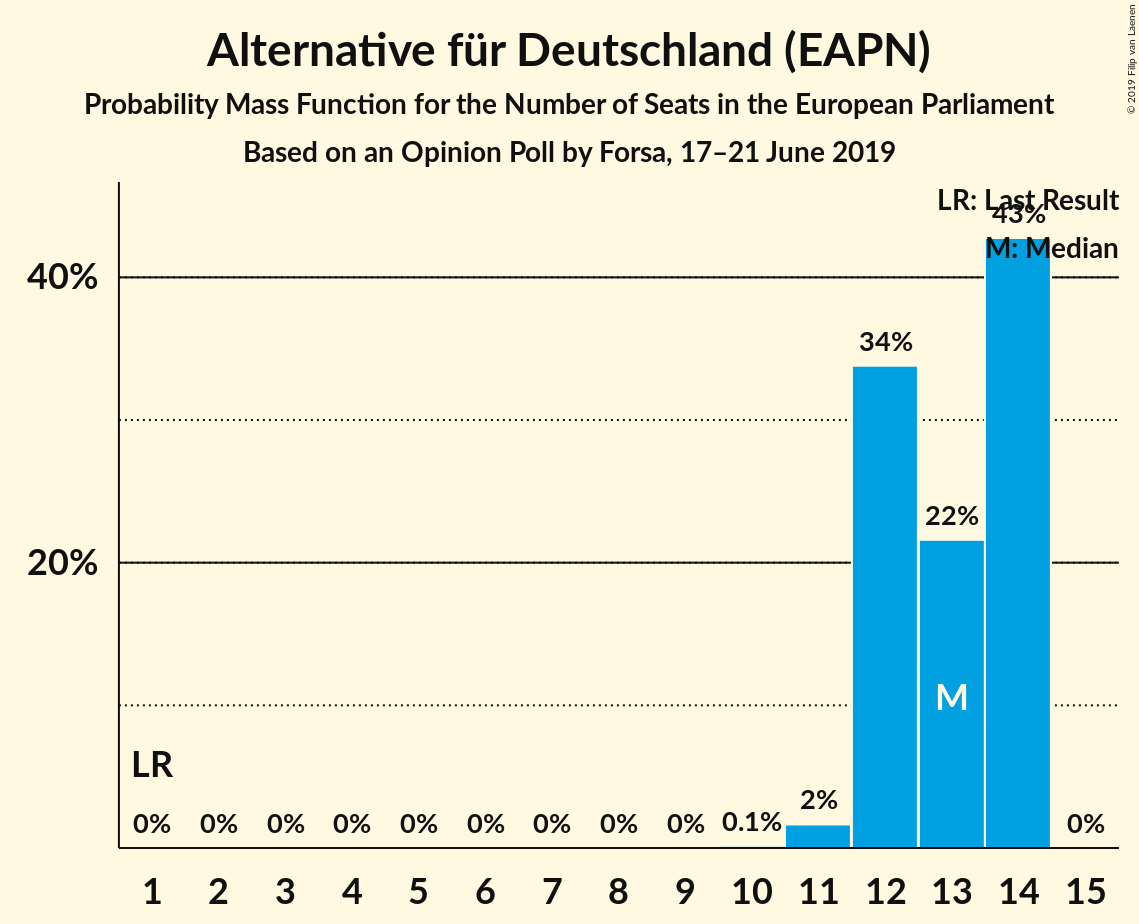 Alternative für Deutschland (EAPN)
Probability Mass Function for the Number of Seats in the European Parliament
Based on an Opinion Poll by Forsa, 17–21 June 2019
© 2019 Filip van Laenen
LR: Last Result
M: Median
43%
40%
34%
22%
20%
M
LR
0% 0% 0% 0% 0% 0% 0% 0% 0% 0.1% 2% 0%
1 2 3 4 5 6 7 8 9 10 11 12 13 14 15